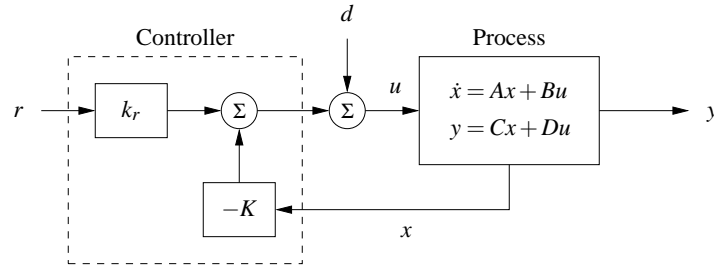 Controller
d
Process
r
k_r
Σ
Σ
u
ẋ = Ax + Bu
y = Cx + Du
y
−K
x